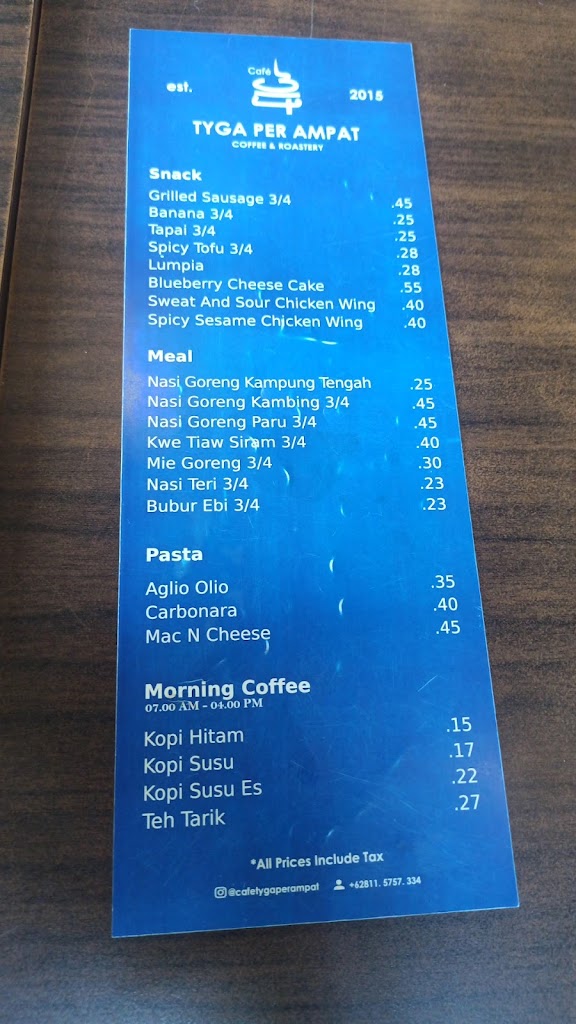 Café
est.
2015
TYGA PER AMPAT
COFFEE & ROASTERY
Snack
Grilled Sausage 3/4 .45
Banana 3/4 .25
Tapai 3/4 .25
Spicy Tofu 3/4 .28
Lumpia .28
Blueberry Cheese Cake .55
Sweat And Sour Chicken Wing .40
Spicy Sesame Chicken Wing .40
Meal
Nasi Goreng Kampung Tengah .25
Nasi Goreng Kambing 3/4 .45
Nasi Goreng Paru 3/4 .45
Kwe Tiaw Siram 3/4 .40
Mie Goreng 3/4 .30
Nasi Teri 3/4 .23
Bubur Ebi 3/4 .23
Pasta
Aglio Olio .35
Carbonara .40
Mac N Cheese .45
Morning Coffee
07.00 AM - 04.00 PM
Kopi Hitam .15
Kopi Susu .17
Kopi Susu Es .22
Teh Tarik .27
*All Prices Include Tax
@cafetygaperampat +62811. 5757. 334